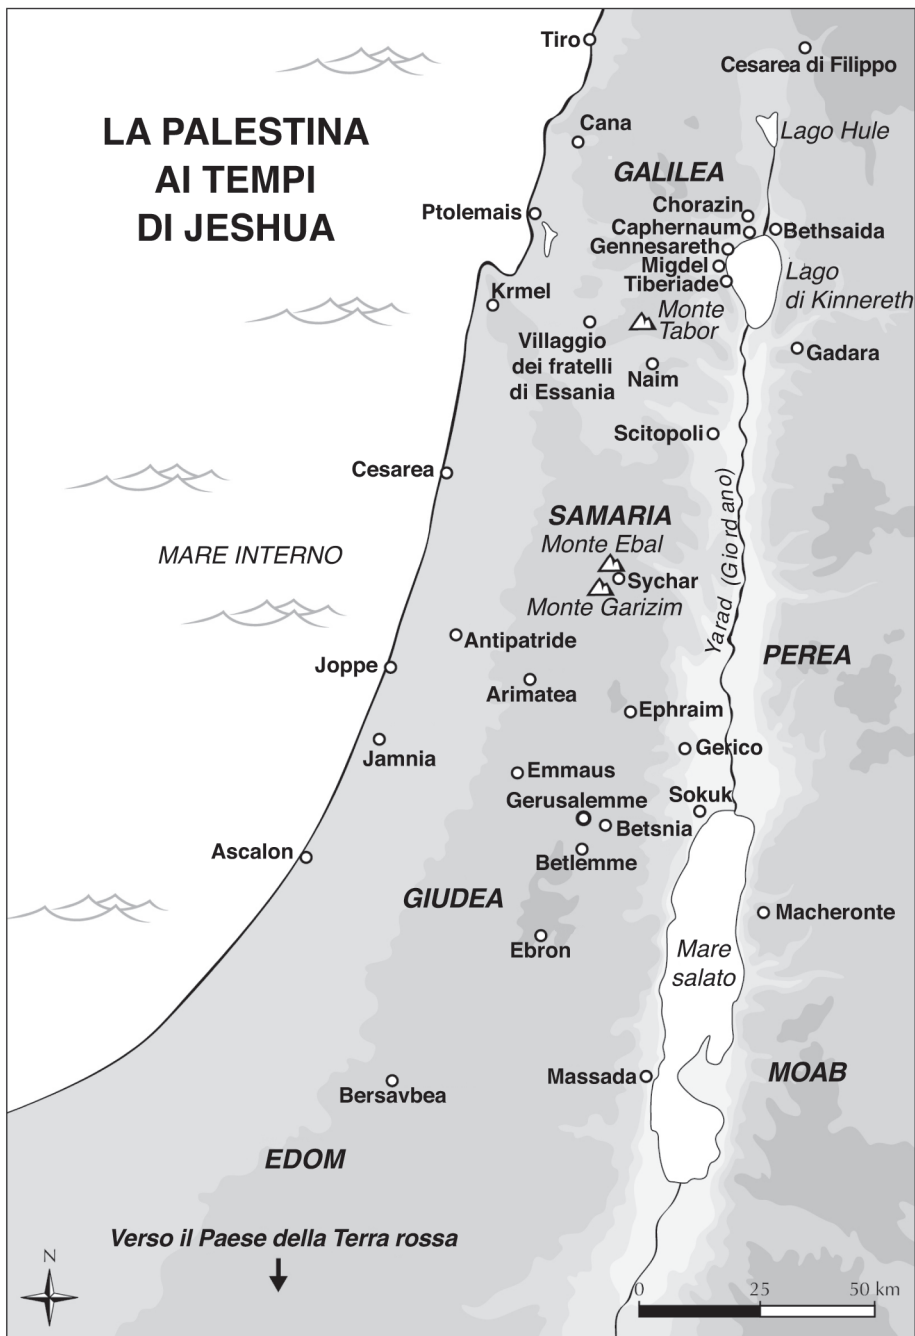 LA PALESTINA
AI TEMPI
DI JESHUA
Tiro
Cesarea di Filippo
Cana
Lago Hule
GALILEA
Chorazin
Ptolemais
Caphernaum
Bethsaida
Gennesareth
Migdel
Tiberiade
Lago
di Kinnereth
Krmel
Monte
Tabor
Villaggio
dei fratelli
di Essania
Gadara
Naim
Scitopoli
Cesarea
SAMARIA
Monte Ebal
MARE INTERNO
Sychar
Monte Garizim
Yarad (Giordano)
Antipatride
PEREA
Joppe
Arimatea
Ephraim
Jamnia
Gerico
Emmaus
Gerusalemme
Sokuk
Betsnia
Ascalon
Betlemme
GIUDEA
Macheronte
Ebron
Mare
salato
Massada
MOAB
Bersavbea
EDOM
Verso il Paese della Terra rossa
N
0 25 50 km